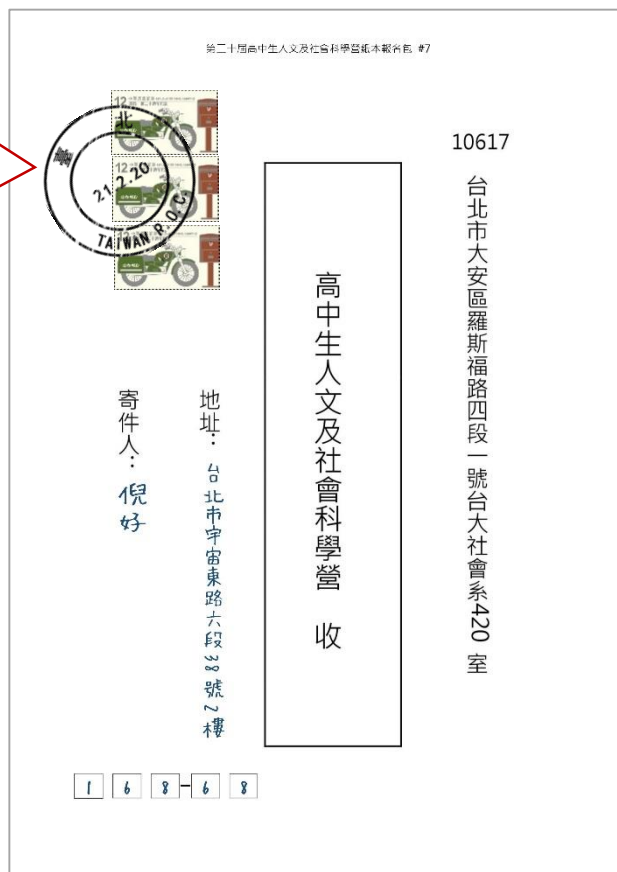 第二十屆高中生人文及社會科學營紙本報名包 #7
10617
台北市大安區羅斯福路四段一號台大社會系420 室
高中生人文及社會科學營 收
地址：台北市宇宙東路六段38號2樓
寄件人：倪好
168-68
12
12
12
臺北
21.2.20
TAIWAN R.O.C.